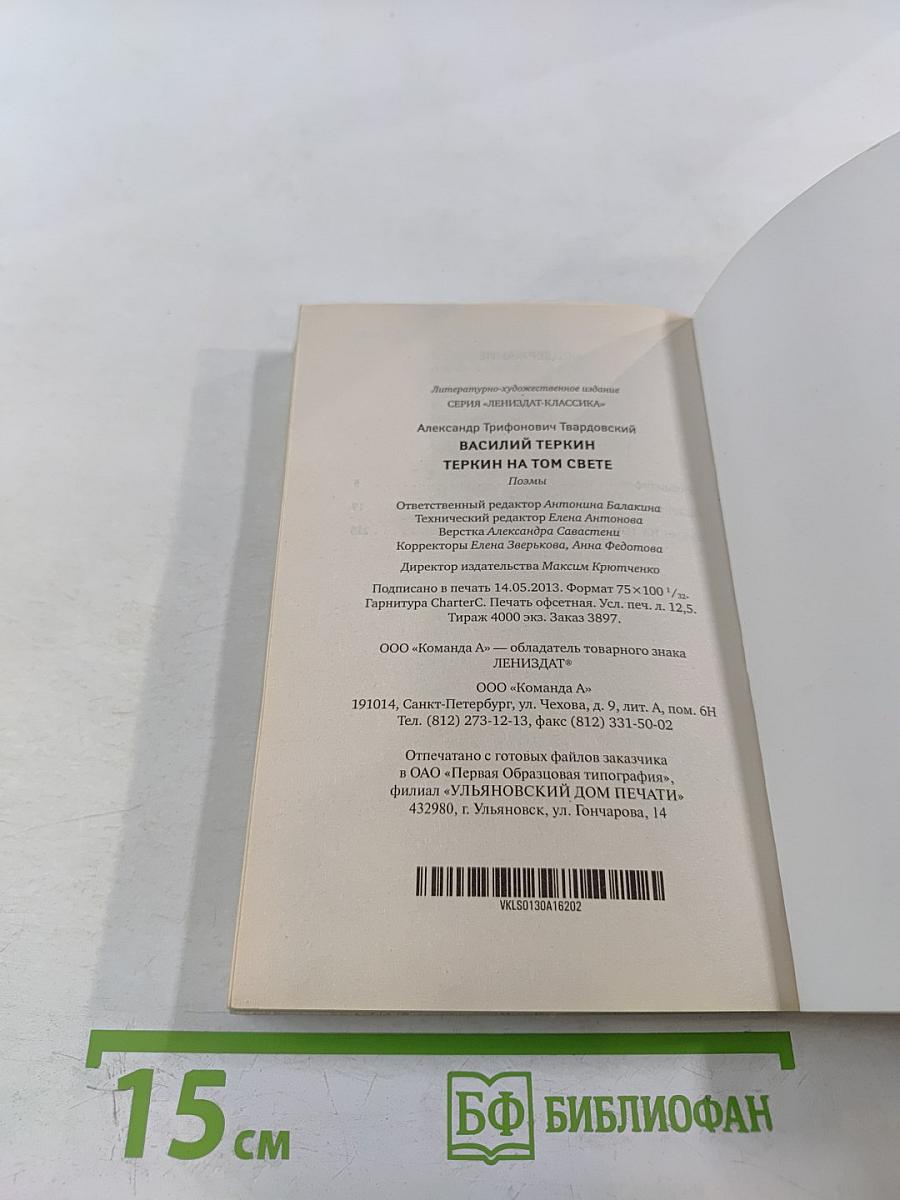 Литературно-художественное издание
СЕРИЯ «ЛЕНИЗДАТ-КЛАССИКА»
Александр Трифонович Твардовский
ВАСИЛИЙ ТЕРКИН
ТЕРКИН НА ТОМ СВЕТЕ
Поэмы
Ответственный редактор Антонина Балакина
Технический редактор Елена Антонова
Верстка Александра Савастени
Корректоры Елена Зверькова, Анна Федотова
Директор издательства Максим Крютченко
Подписано в печать 14.05.2013. Формат 75×100 1/32.
Гарнитура CharterC. Печать офсетная. Усл. печ. л. 12,5.
Тираж 4000 экз. Заказ 3897.
ООО «Команда А» — обладатель товарного знака
ЛЕНИЗДАТ®
ООО «Команда А»
191014, Санкт-Петербург, ул. Чехова, д. 9, лит. А, пом. 6Н
Тел. (812) 273-12-13, факс (812) 331-50-02
Отпечатано с готовых файлов заказчика
в ОАО «Первая Образцовая типография»,
филиал «УЛЬЯНОВСКИЙ ДОМ ПЕЧАТИ»
432980, г. Ульяновск, ул. Гончарова, 14
VKLS0130A16202
15 см
БФ БИБЛИОФАН